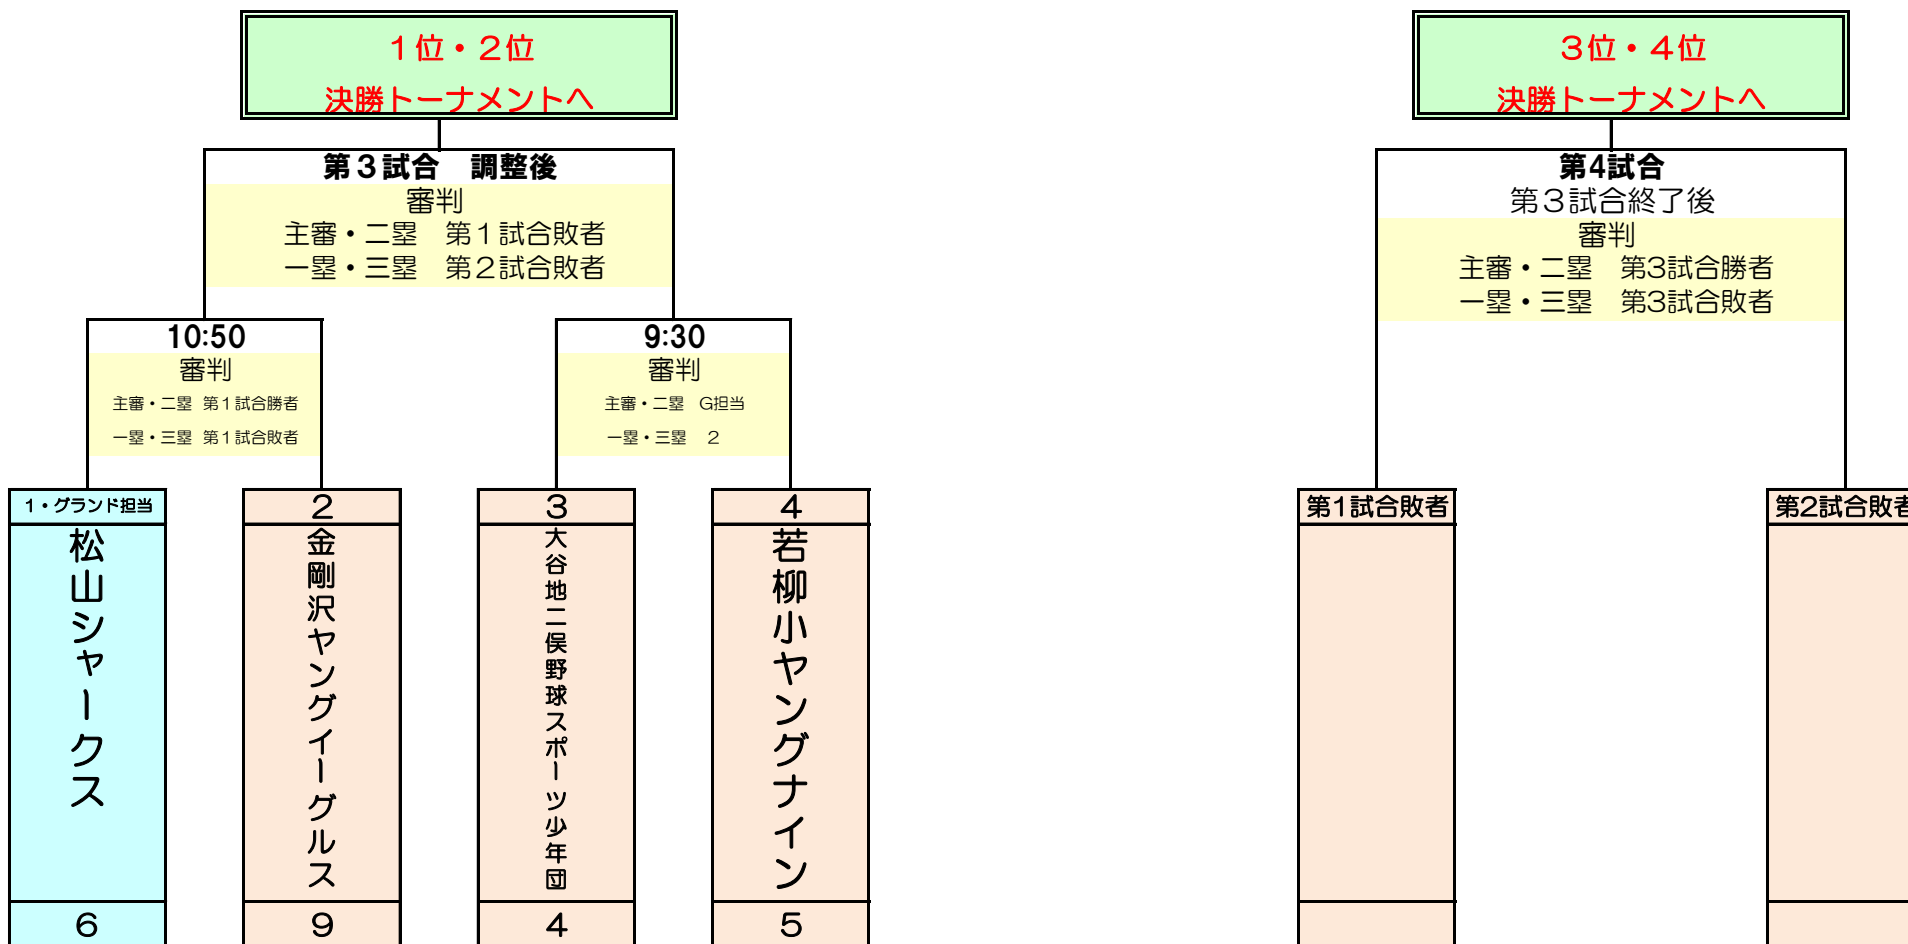 1位・2位
決勝トーナメントへ
第3試合　調整後
審判
主審・二塁　第1試合敗者
一塁・三塁　第2試合敗者
10:50
審判
主審・二塁 第1試合勝者
一塁・三塁 第1試合敗者
9:30
審判
主審・二塁 G担当
一塁・三塁 2
1・グランド担当
松山シャークス
6
2
金剛沢ヤングイーグルス
9
3
大谷地二俣野球スポーツ少年団
4
4
若柳小ヤングナイン
5
3位・4位
決勝トーナメントへ
第4試合
第3試合終了後
審判
主審・二塁　第3試合勝者
一塁・三塁　第3試合敗者
第1試合敗者
第2試合敗者